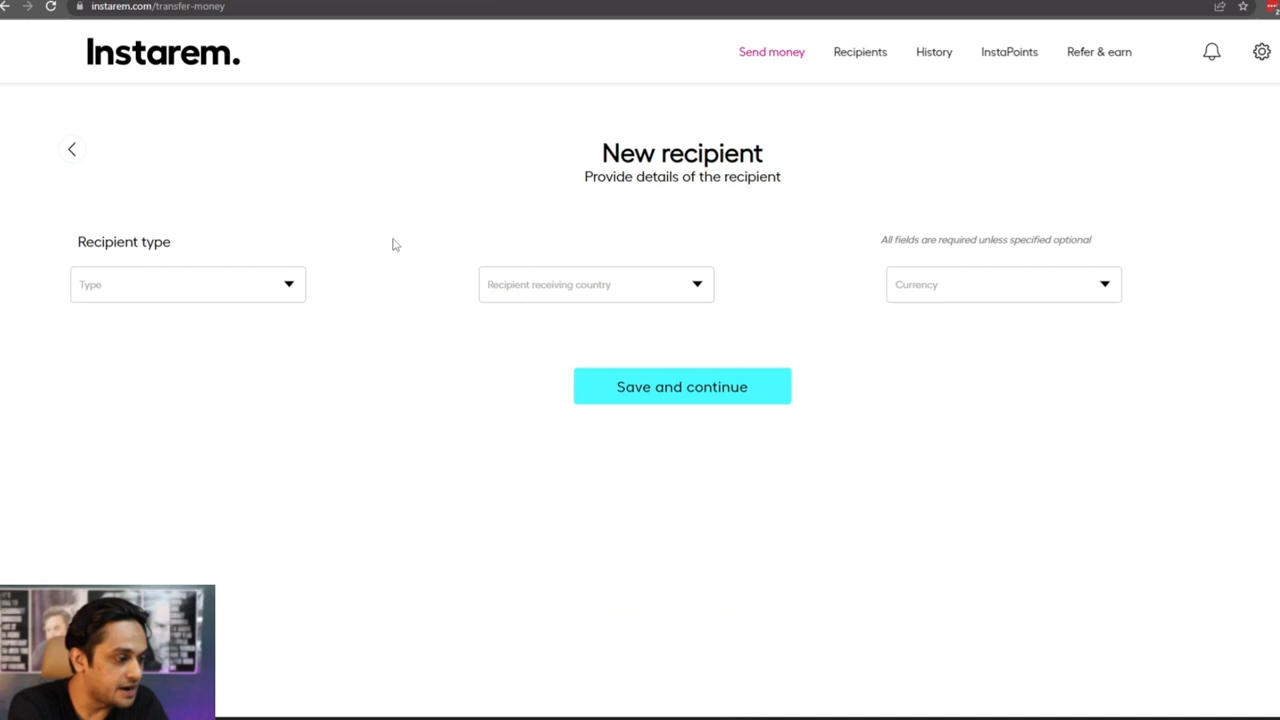 instarem.com/transfer-money
Instarem.
Send money
Recipients
History
InstaPoints
Refer & earn
New recipient
Provide details of the recipient
Recipient type
All fields are required unless specified optional
Type
Recipient receiving country
Currency
Save and continue